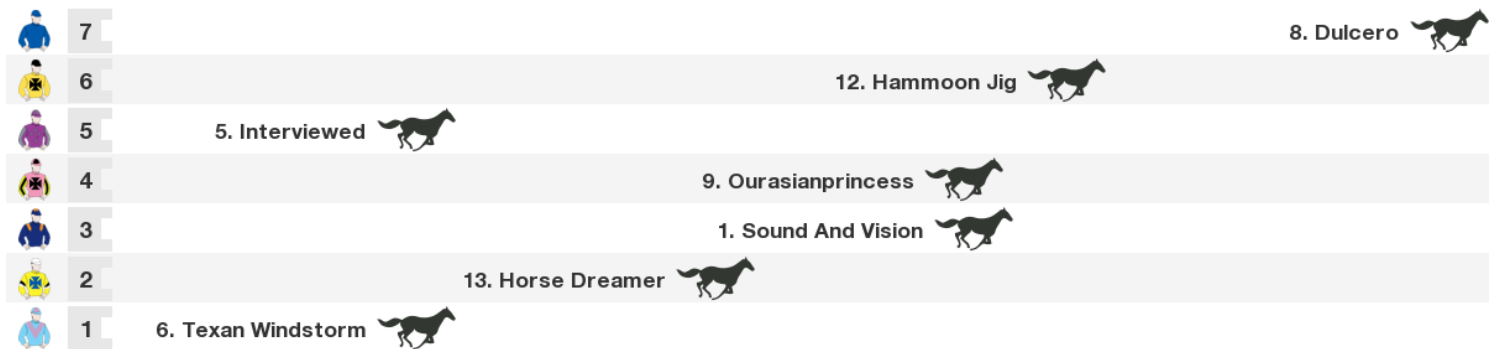 7 8. Dulcero
6 12. Hammoon Jig
5 5. Interviewed
4 9. Ourasianprincess
3 1. Sound And Vision
2 13. Horse Dreamer
1 6. Texan Windstorm